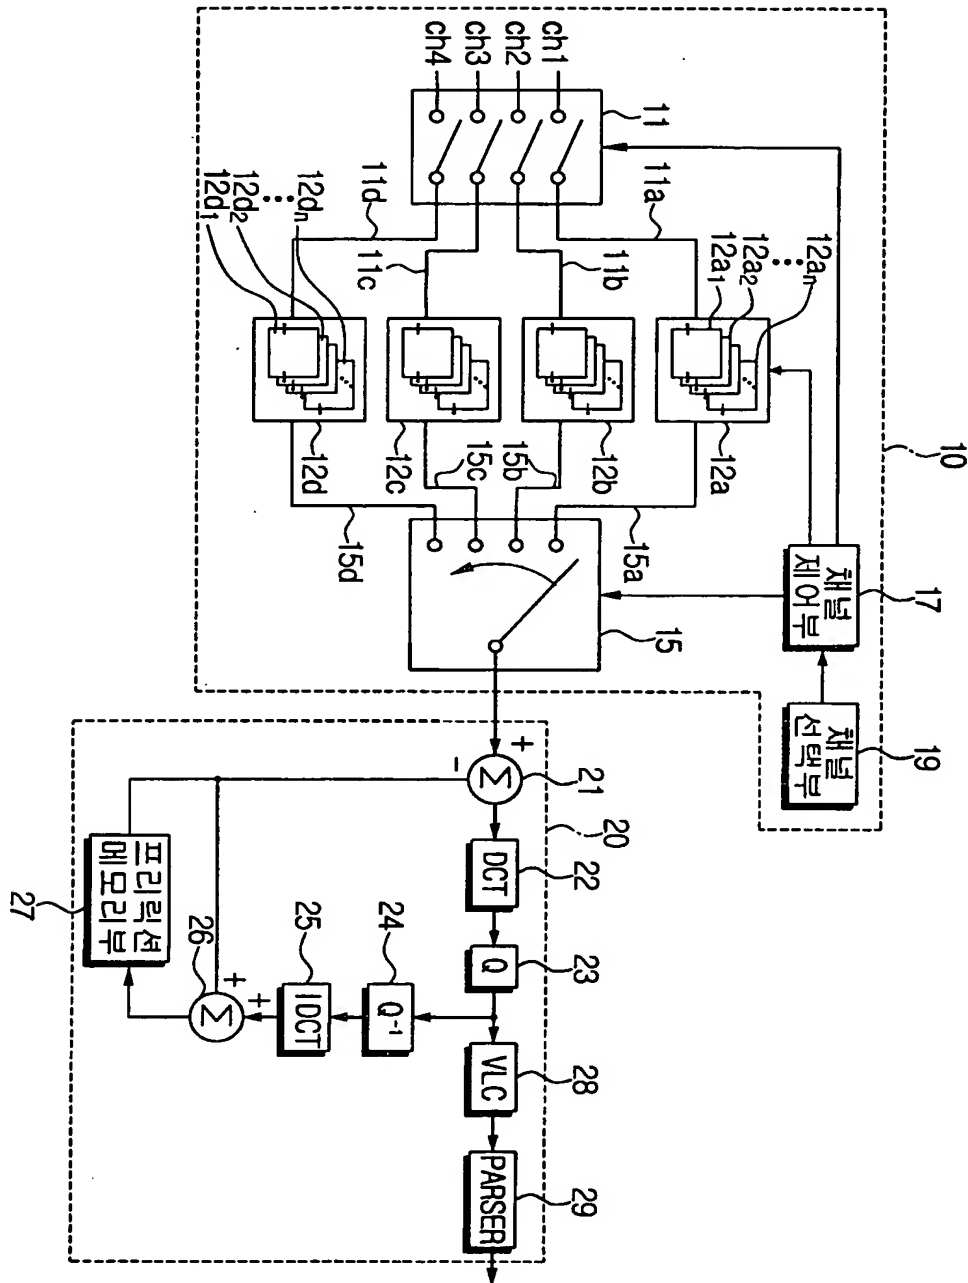 10
17
19
채널
제어부
채널
선택부
12aₙ
12a₂
12a₁
12a
11a
15a
11
15
11b
12b
15b
ch1
ch2
ch3
ch4
11c
12c
15c
11d
12d
15d
12dₙ
12d₂
12d₁
20
21
22
23
28
29
+
Σ
DCT
Q
VLC
PARSER
-
24
Q⁻¹
25
IDCT
26
+
+
Σ
프리릭션
메모리부
27